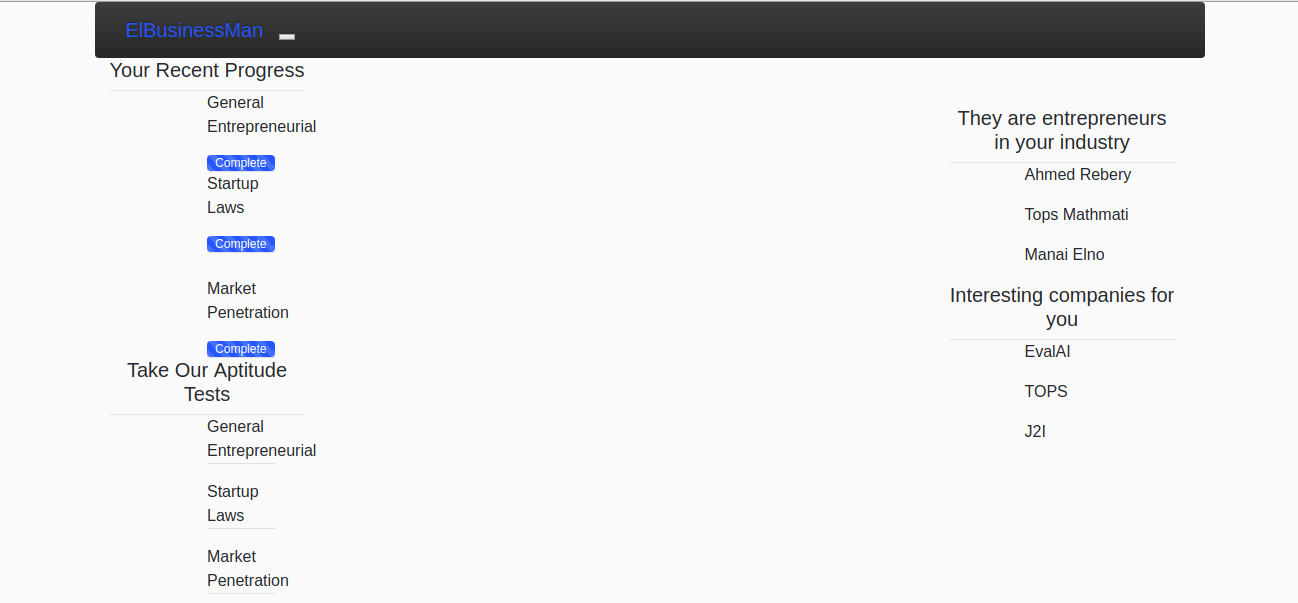 ElBusinessMan
Your Recent Progress
General
Entrepreneurial
Complete
Startup
Laws
Complete
Market
Penetration
Complete
Take Our Aptitude
Tests
General
Entrepreneurial
Startup
Laws
Market
Penetration
They are entrepreneurs
in your industry
Ahmed Rebery
Tops Mathmati
Manai Elno
Interesting companies for
you
EvalAI
TOPS
J2I